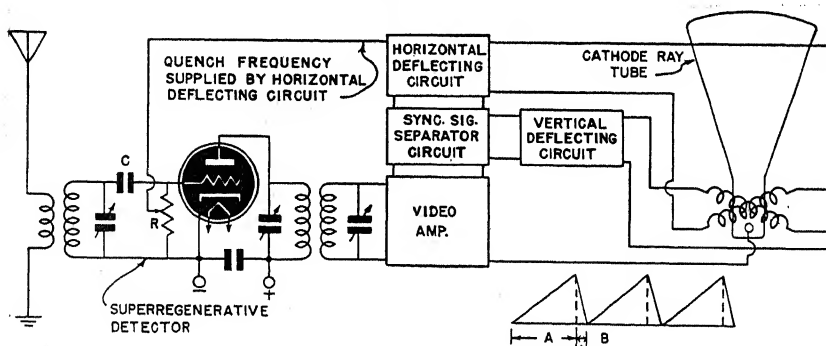 QUENCH FREQUENCY
SUPPLIED BY HORIZONTAL
DEFLECTING CIRCUIT
HORIZONTAL
DEFLECTING
CIRCUIT
CATHODE RAY
TUBE
SYNC. SIG.
SEPARATOR
CIRCUIT
VERTICAL
DEFLECTING
CIRCUIT
C
R
VIDEO
AMP.
SUPERREGENERATIVE
DETECTOR
− +
A B